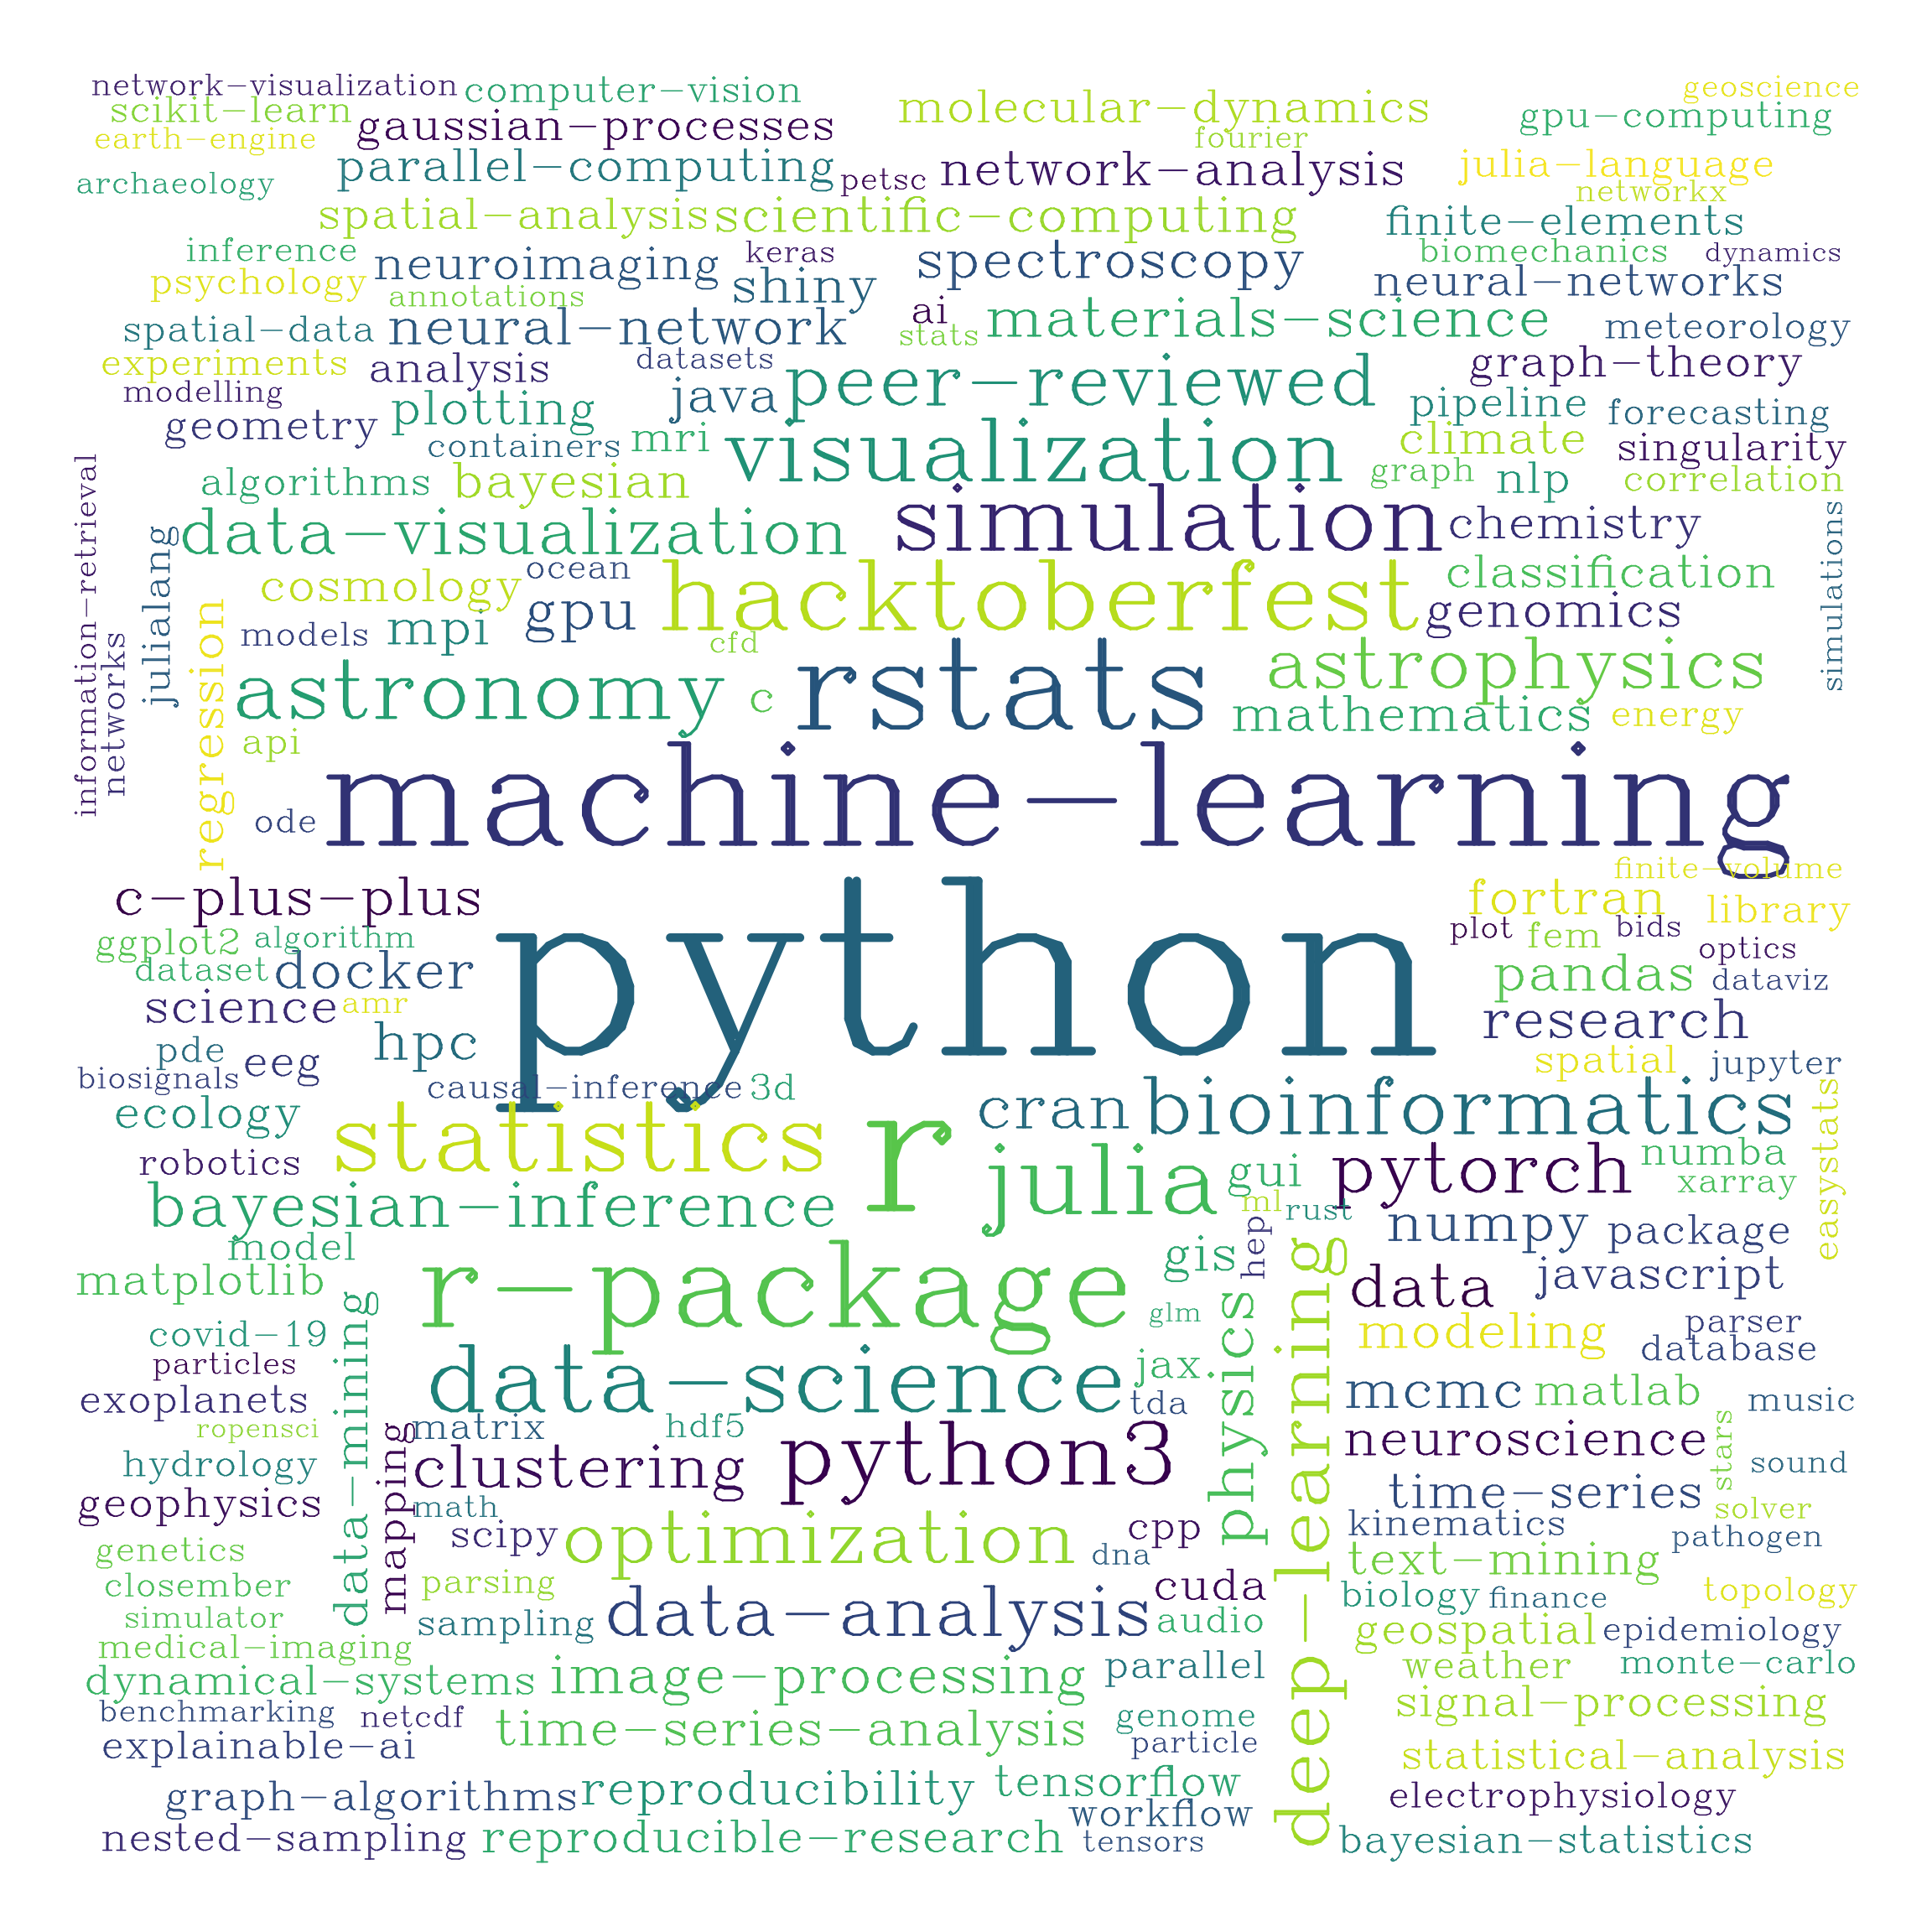 network-visualization
computer-vision
geoscience
scikit-learn
molecular-dynamics
gaussian-processes
gpu-computing
earth-engine
fourier
parallel-computing
petsc
network-analysis
julia-language
archaeology
networkx
spatial-analysis
scientific-computing
finite-elements
inference
neuroimaging
keras
spectroscopy
biomechanics
dynamics
psychology
annotations
shiny
neural-networks
ai
spatial-data
neural-network
stats
materials-science
meteorology
experiments
analysis
datasets
peer-reviewed
graph-theory
modelling
plotting
java
pipeline
forecasting
geometry
containers
mri
visualization
climate
singularity
information-retrieval
algorithms
bayesian
graph
nlp
correlation
julialang
data-visualization
simulation
chemistry
simulations
cosmology
ocean
hacktoberfest
classification
regression
models
mpi
gpu
cfd
genomics
networks
astronomy
c
rstats
astrophysics
api
mathematics
energy
ode
machine-learning
c-plus-plus
python
finite-volume
fortran
library
ggplot2
algorithm
plot
fem
bids
optics
dataset
docker
pandas
dataviz
science
amr
research
pde
eeg
hpc
spatial
jupyter
biosignals
causal-inference
3d
ecology
statistics
r
cran
bioinformatics
easystats
robotics
julia
gui
pytorch
numba
xarray
bayesian-inference
ml
rust
model
hep
numpy
package
matplotlib
data-mining
r-package
gis
deep-learning
data
javascript
covid-19
glm
physics
modeling
parser
database
particles
data-science
jax
exoplanets
tda
mcmc
matlab
music
ropensci
mapping
matrix
hdf5
stars
hydrology
clustering
python3
neuroscience
sound
geophysics
math
time-series
solver
scipy
optimization
cpp
kinematics
pathogen
genetics
dna
text-mining
closember
parsing
cuda
biology
finance
topology
simulator
sampling
data-analysis
audio
geospatial
epidemiology
medical-imaging
parallel
weather
monte-carlo
dynamical-systems
image-processing
benchmarking
netcdf
time-series-analysis
genome
signal-processing
explainable-ai
particle
statistical-analysis
graph-algorithms
reproducibility
tensorflow
electrophysiology
nested-sampling
reproducible-research
workflow
tensors
bayesian-statistics